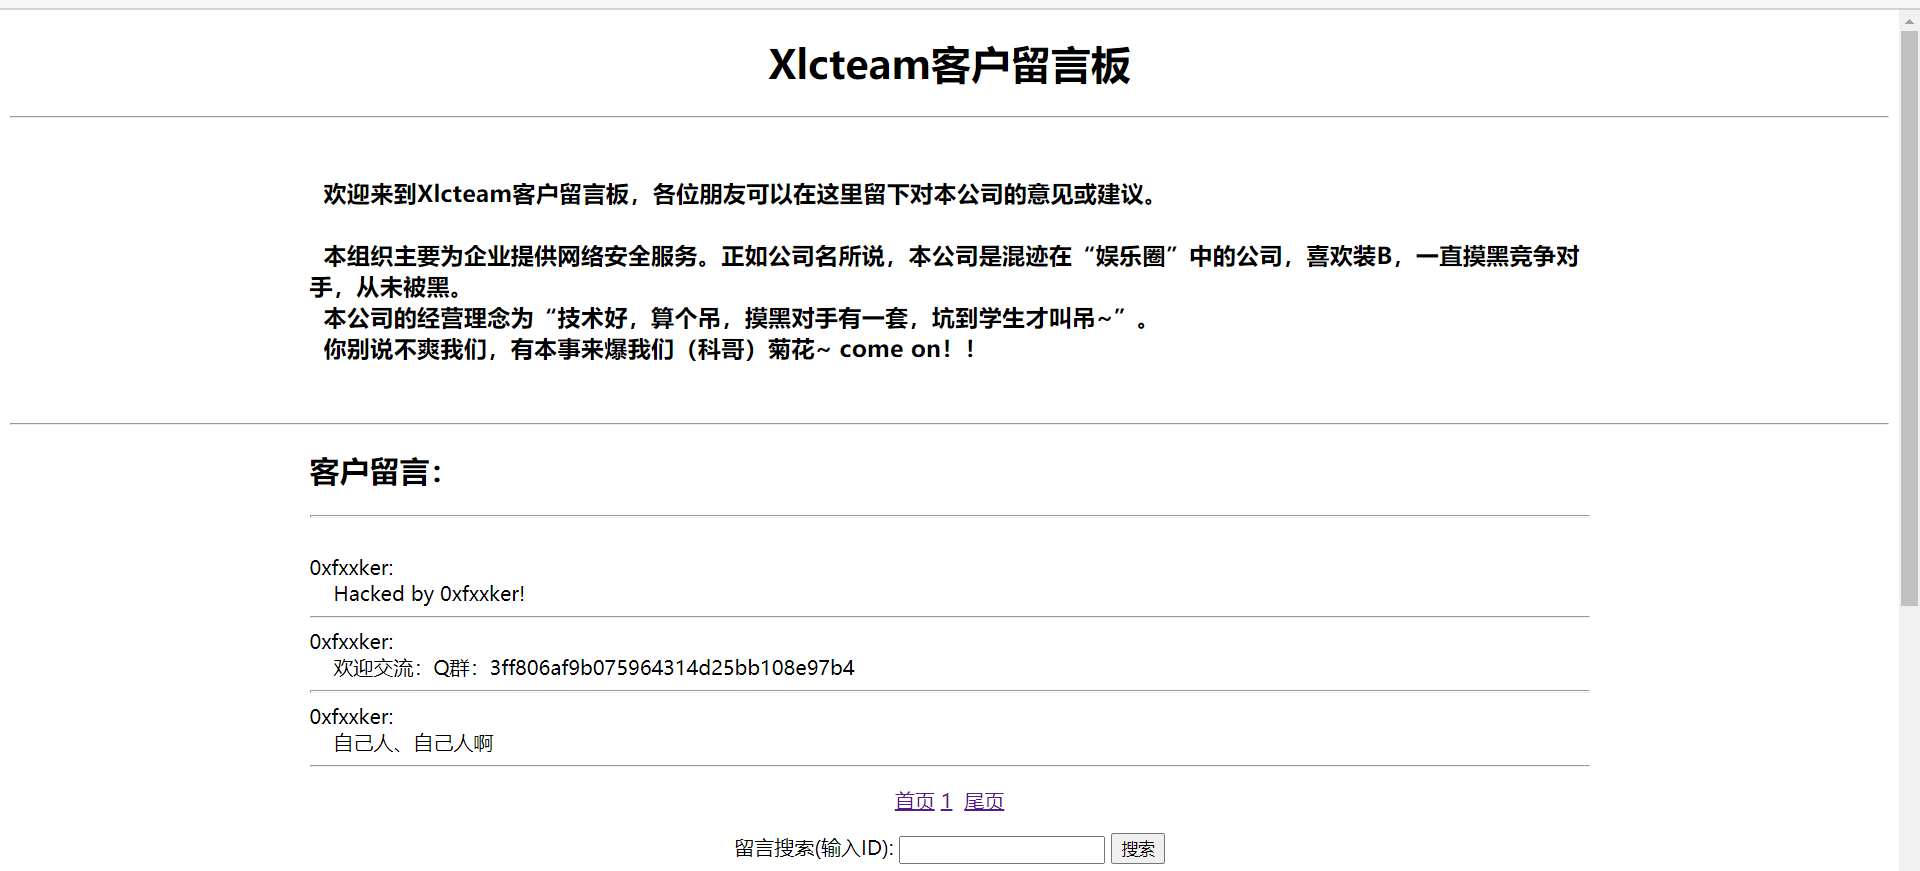 Xlcteam客户留言板
欢迎来到Xlcteam客户留言板，各位朋友可以在这里留下对本公司的意见或建议。
本组织主要为企业提供网络安全服务。正如公司名所说，本公司是混迹在“娱乐圈”中的公司，喜欢装B，一直摸黑竞争对
手，从未被黑。
本公司的经营理念为“技术好，算个吊，摸黑对手有一套，坑到学生才叫吊~”。
你别说不爽我们，有本事来爆我们（科哥）菊花~ come on！！
客户留言：
0xfxxker:
Hacked by 0xfxxker!
0xfxxker:
欢迎交流：Q群：3ff806af9b075964314d25bb108e97b4
0xfxxker:
自己人、自己人啊
首页 1 尾页
留言搜索(输入ID): 搜索